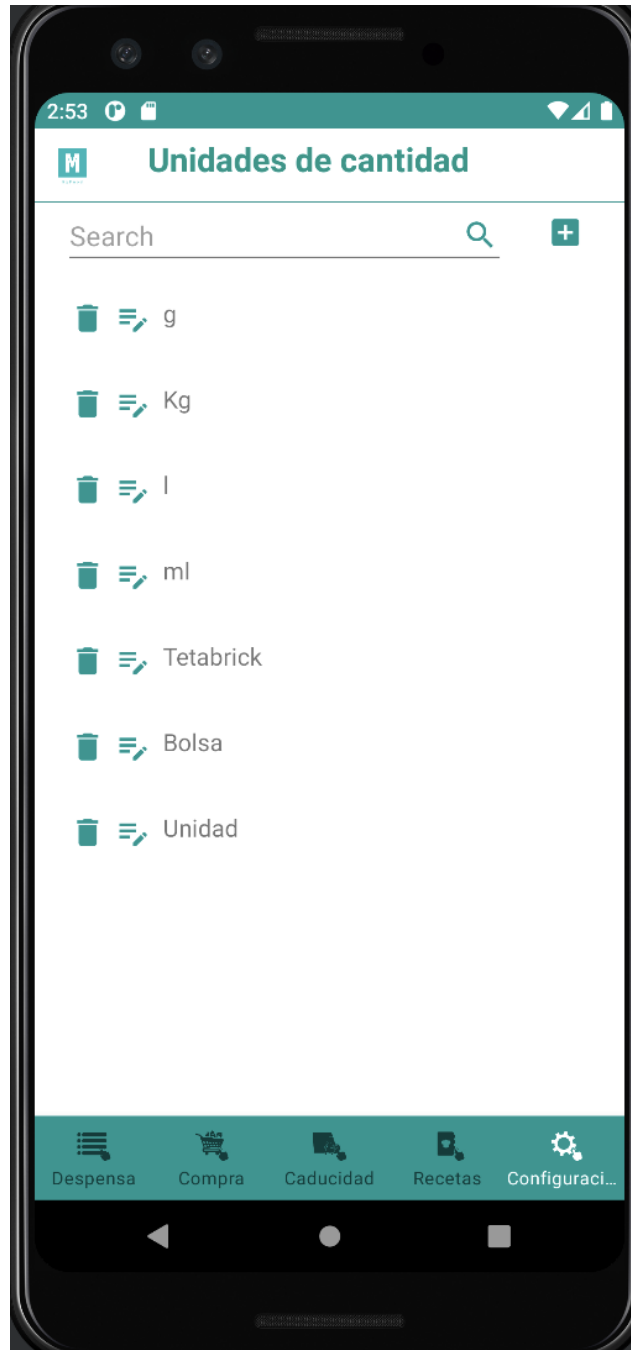 2:53
M
Unidades de cantidad
Search
g
Kg
l
ml
Tetabrick
Bolsa
Unidad
Despensa Compra Caducidad Recetas Configuraci...